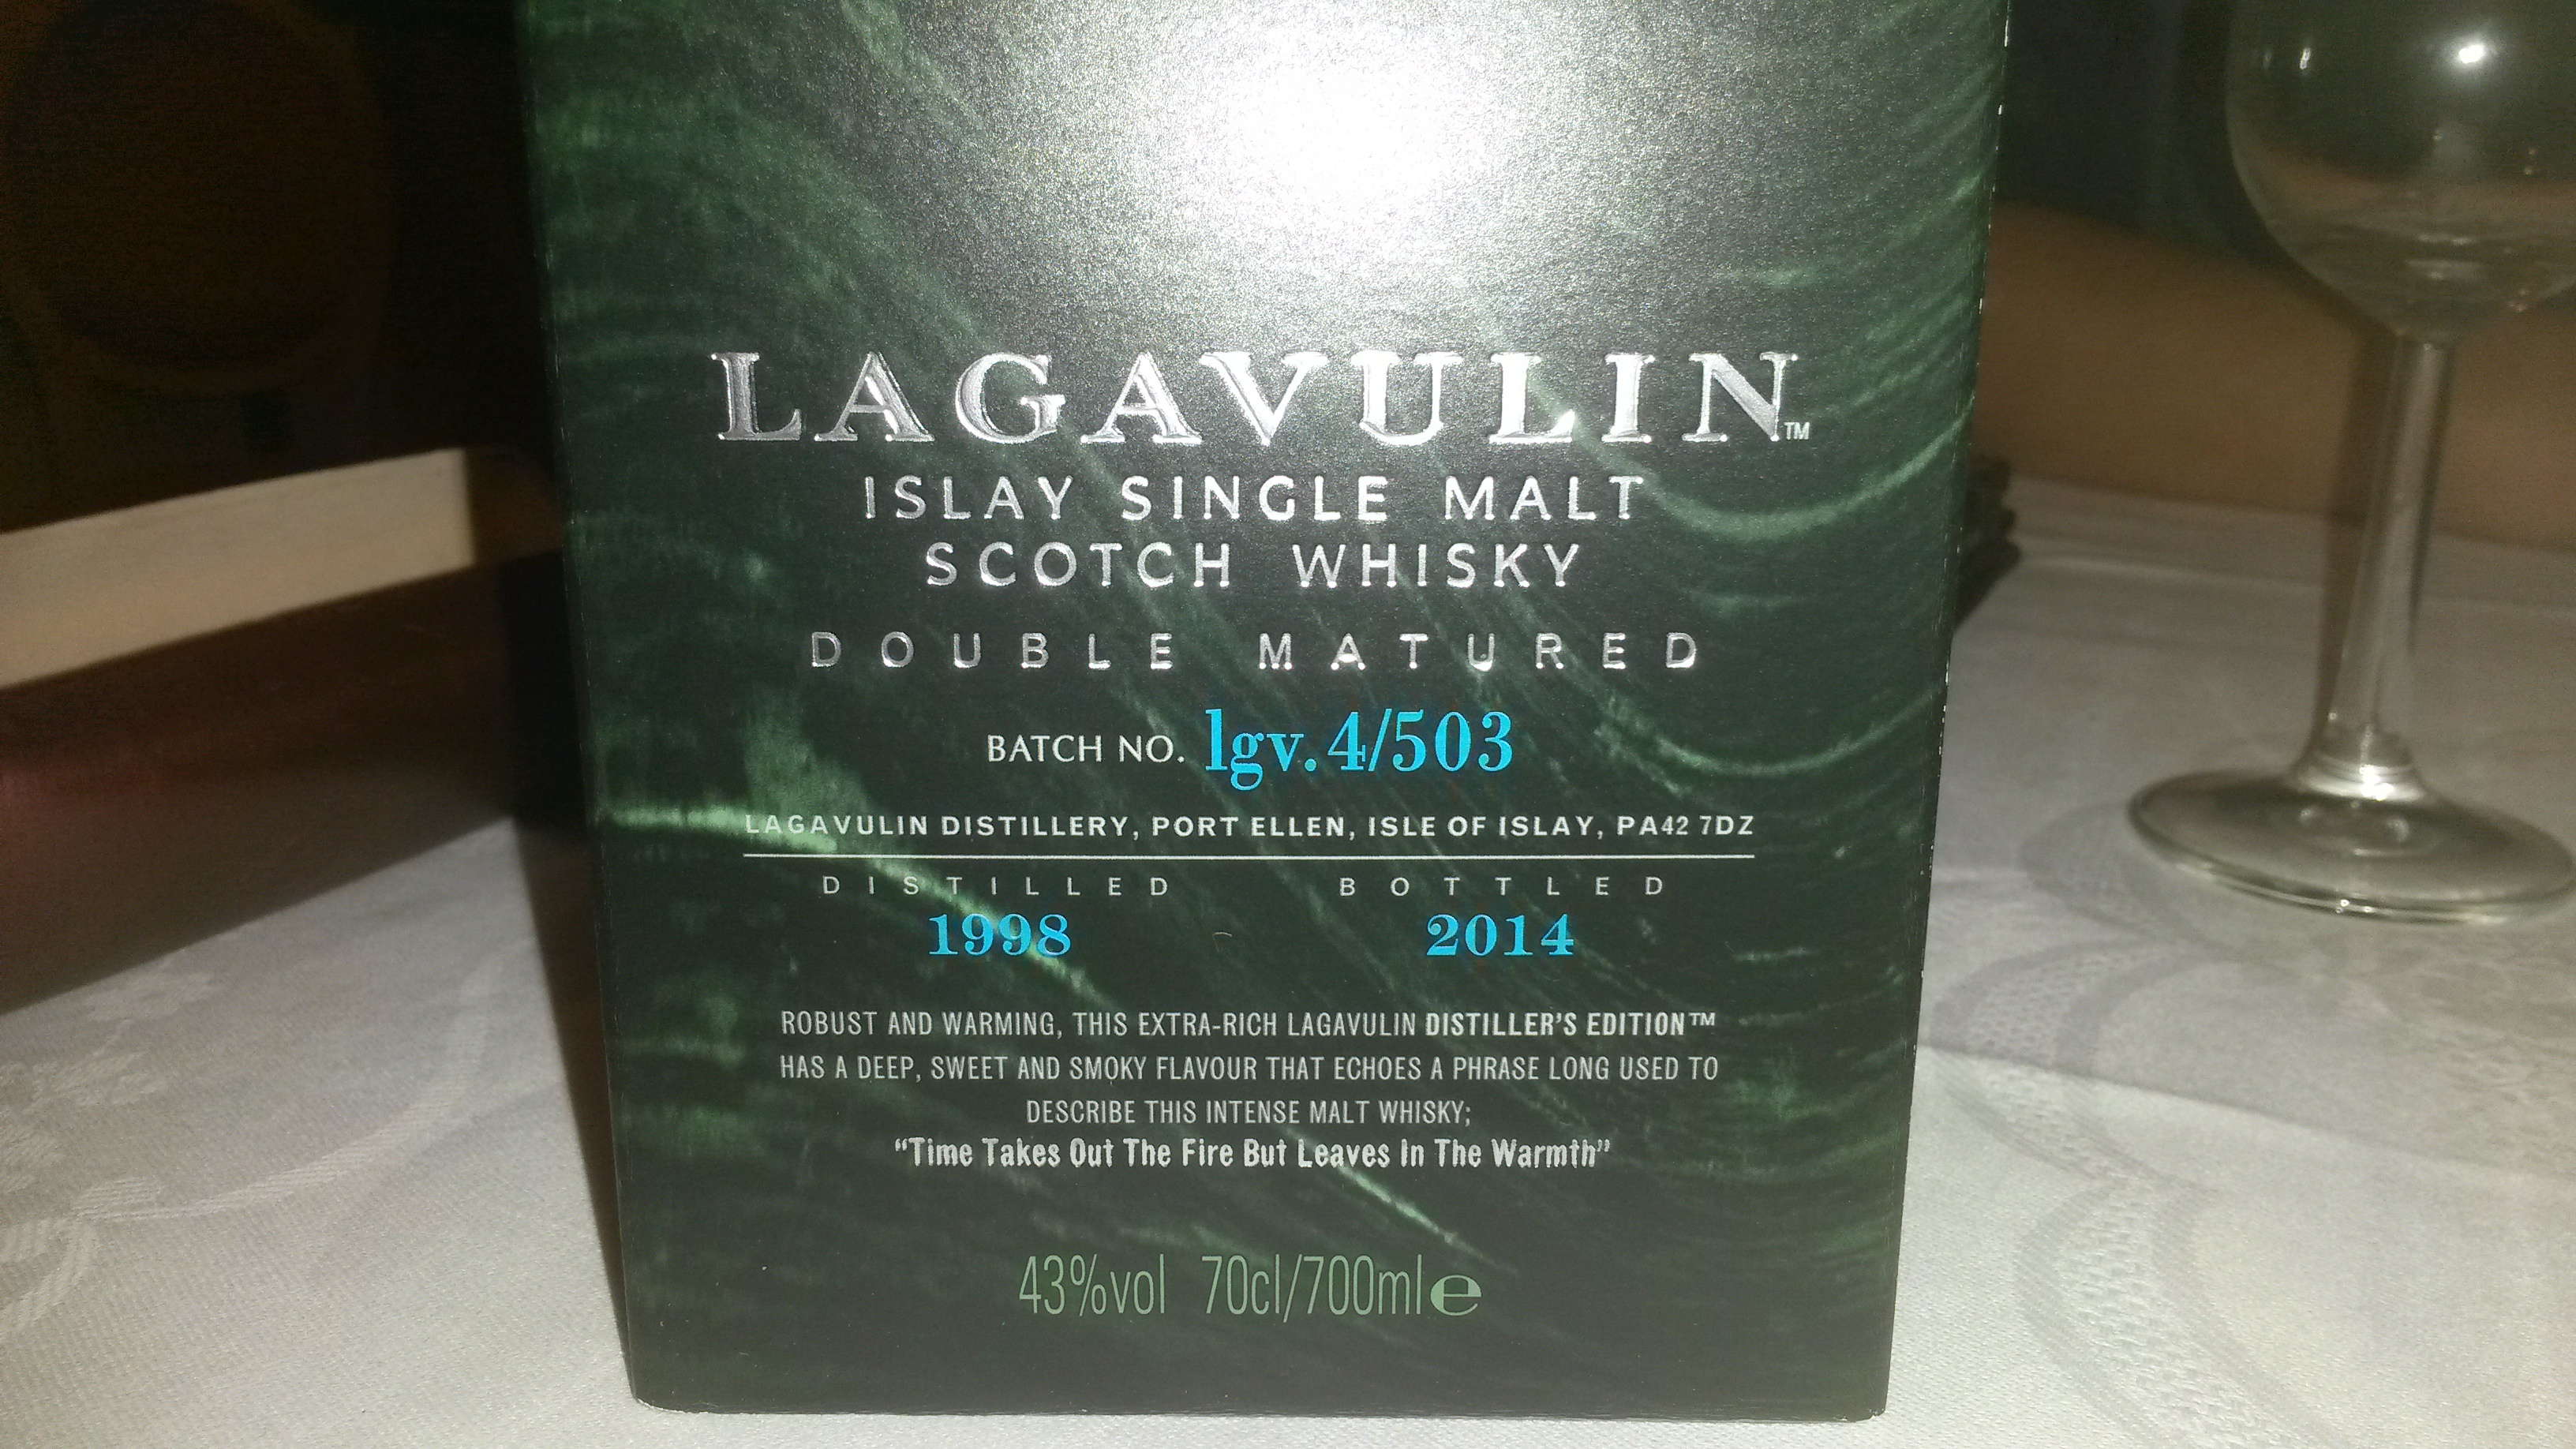 LAGAVULIN™
ISLAY SINGLE MALT
SCOTCH WHISKY
DOUBLE MATURED
BATCH NO. lgv.4/503
LAGAVULIN DISTILLERY, PORT ELLEN, ISLE OF ISLAY, PA42 7DZ
DISTILLED BOTTLED
1998 2014
ROBUST AND WARMING, THIS EXTRA-RICH LAGAVULIN DISTILLER'S EDITION™
HAS A DEEP, SWEET AND SMOKY FLAVOUR THAT ECHOES A PHRASE LONG USED TO
DESCRIBE THIS INTENSE MALT WHISKY;
“Time Takes Out The Fire But Leaves In The Warmth”
43%vol 70cl/700ml℮